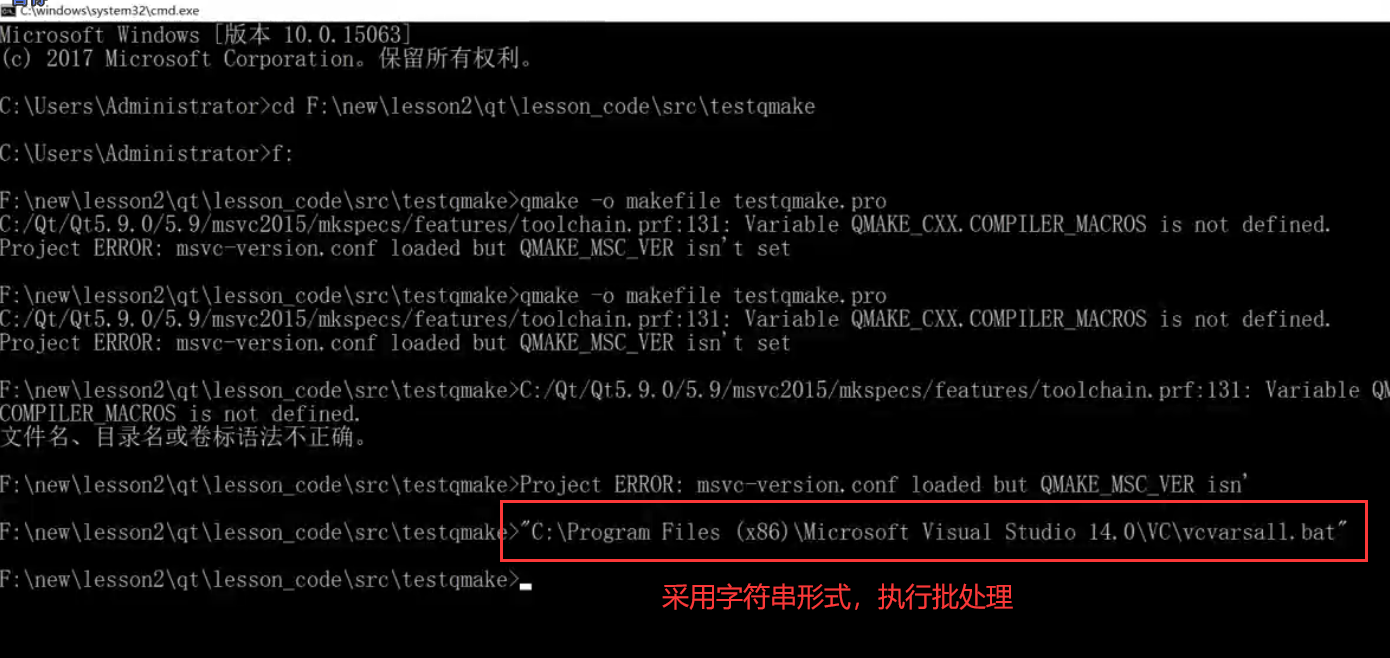 C:\windows\system32\cmd.exe
Microsoft Windows [版本 10.0.15063]
(c) 2017 Microsoft Corporation。保留所有权利。
C:\Users\Administrator>cd F:\new\lesson2\qt\lesson_code\src\testqmake
C:\Users\Administrator>f:
F:\new\lesson2\qt\lesson_code\src\testqmake>qmake -o makefile testqmake.pro
C:/Qt/Qt5.9.0/5.9/msvc2015/mkspecs/features/toolchain.prf:131: Variable QMAKE_CXX.COMPILER_MACROS is not defined.
Project ERROR: msvc-version.conf loaded but QMAKE_MSC_VER isn't set
F:\new\lesson2\qt\lesson_code\src\testqmake>qmake -o makefile testqmake.pro
C:/Qt/Qt5.9.0/5.9/msvc2015/mkspecs/features/toolchain.prf:131: Variable QMAKE_CXX.COMPILER_MACROS is not defined.
Project ERROR: msvc-version.conf loaded but QMAKE_MSC_VER isn't set
F:\new\lesson2\qt\lesson_code\src\testqmake>C:/Qt/Qt5.9.0/5.9/msvc2015/mkspecs/features/toolchain.prf:131: Variable QM
COMPILER_MACROS is not defined.
文件名、目录名或卷标语法不正确。
F:\new\lesson2\qt\lesson_code\src\testqmake>Project ERROR: msvc-version.conf loaded but QMAKE_MSC_VER isn'
F:\new\lesson2\qt\lesson_code\src\testqmake>"C:\Program Files (x86)\Microsoft Visual Studio 14.0\VC\vcvarsall.bat"
F:\new\lesson2\qt\lesson_code\src\testqmake>
采用字符串形式，执行批处理